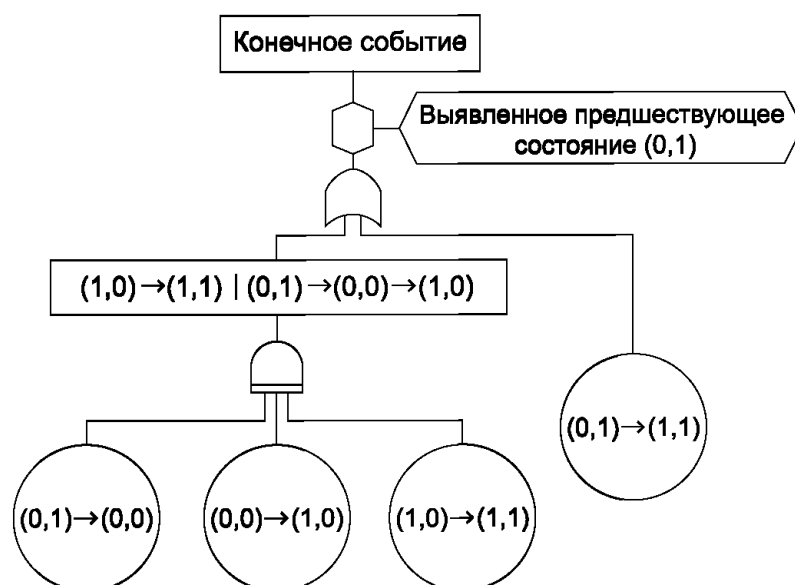 Конечное событие
Выявленное предшествующее
состояние (0,1)
(1,0)→(1,1) | (0,1)→(0,0)→(1,0)
(0,1)→(1,1)
(0,1)→(0,0)
(0,0)→(1,0)
(1,0)→(1,1)